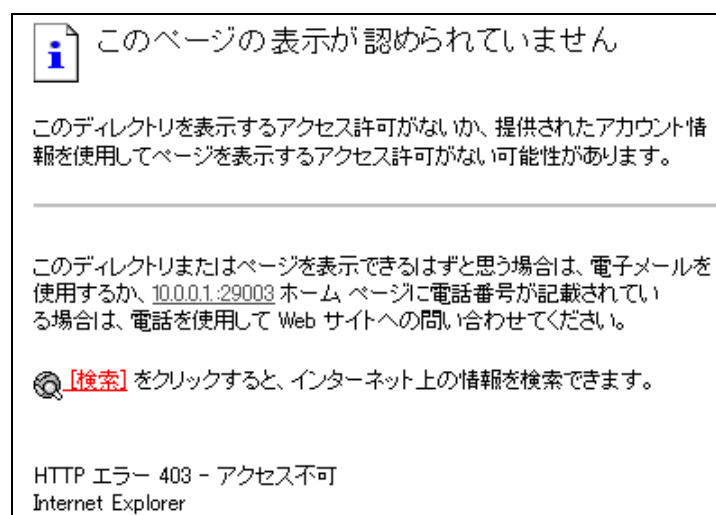 このページの表示が認められていません
このディレクトリを表示するアクセス許可がないか、提供されたアカウント情
報を使用してページを表示するアクセス許可がない可能性があります。
このディレクトリまたはページを表示できるはずと思う場合は、電子メールを
使用するか、10.0.0.1:29003 ホーム ページに電話番号が記載されてい
る場合は、電話を使用して Web サイトへの問い合わせてください。
[検索] をクリックすると、インターネット上の情報を検索できます。
HTTP エラー 403 - アクセス不可
Internet Explorer